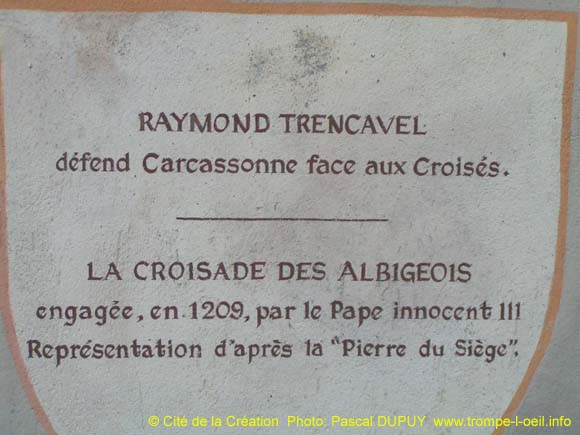 RAYMOND TRENCAVEL
défend Carcassonne face aux Croisés.
LA CROISADE DES ALBIGEOIS
engagée, en 1209, par le Pape innocent III
Représentation d'après la "Pierre du Siège".
© Cité de la Création Photo: Pascal DUPUY www.trompe-l-oeil.info